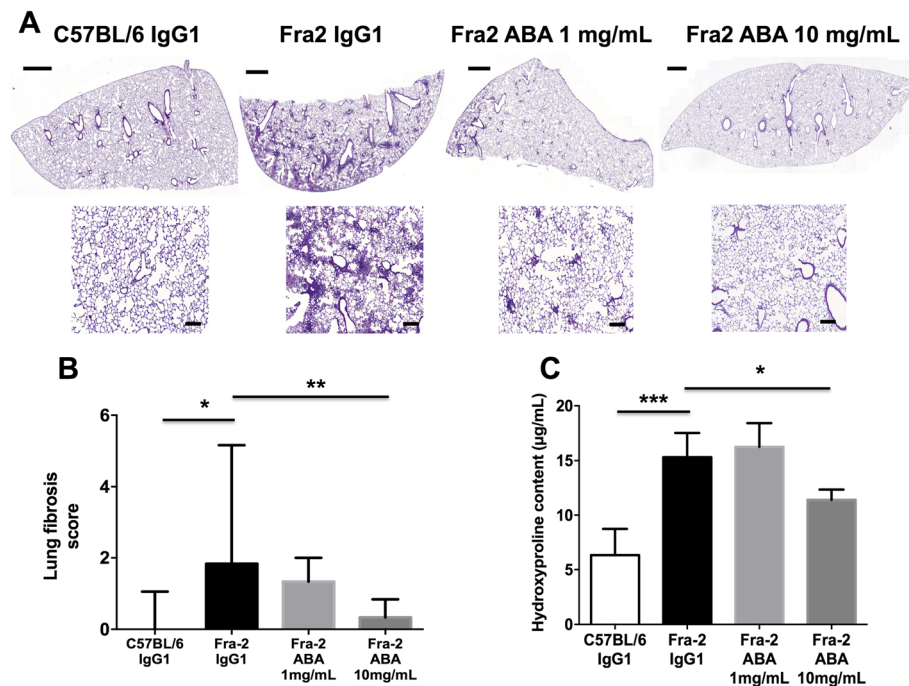 A
C57BL/6 IgG1
Fra2 IgG1
Fra2 ABA 1 mg/mL
Fra2 ABA 10 mg/mL
B
Lung fibrosis
score
6
4
2
0
*
**
C57BL/6
IgG1
Fra-2
IgG1
Fra-2
ABA
1mg/mL
Fra-2
ABA
10mg/mL
C
Hydroxyproline content (µg/mL)
20
15
10
5
0
***
*
C57BL/6
IgG1
Fra-2
IgG1
Fra-2
ABA
1mg/mL
Fra-2
ABA
10mg/mL